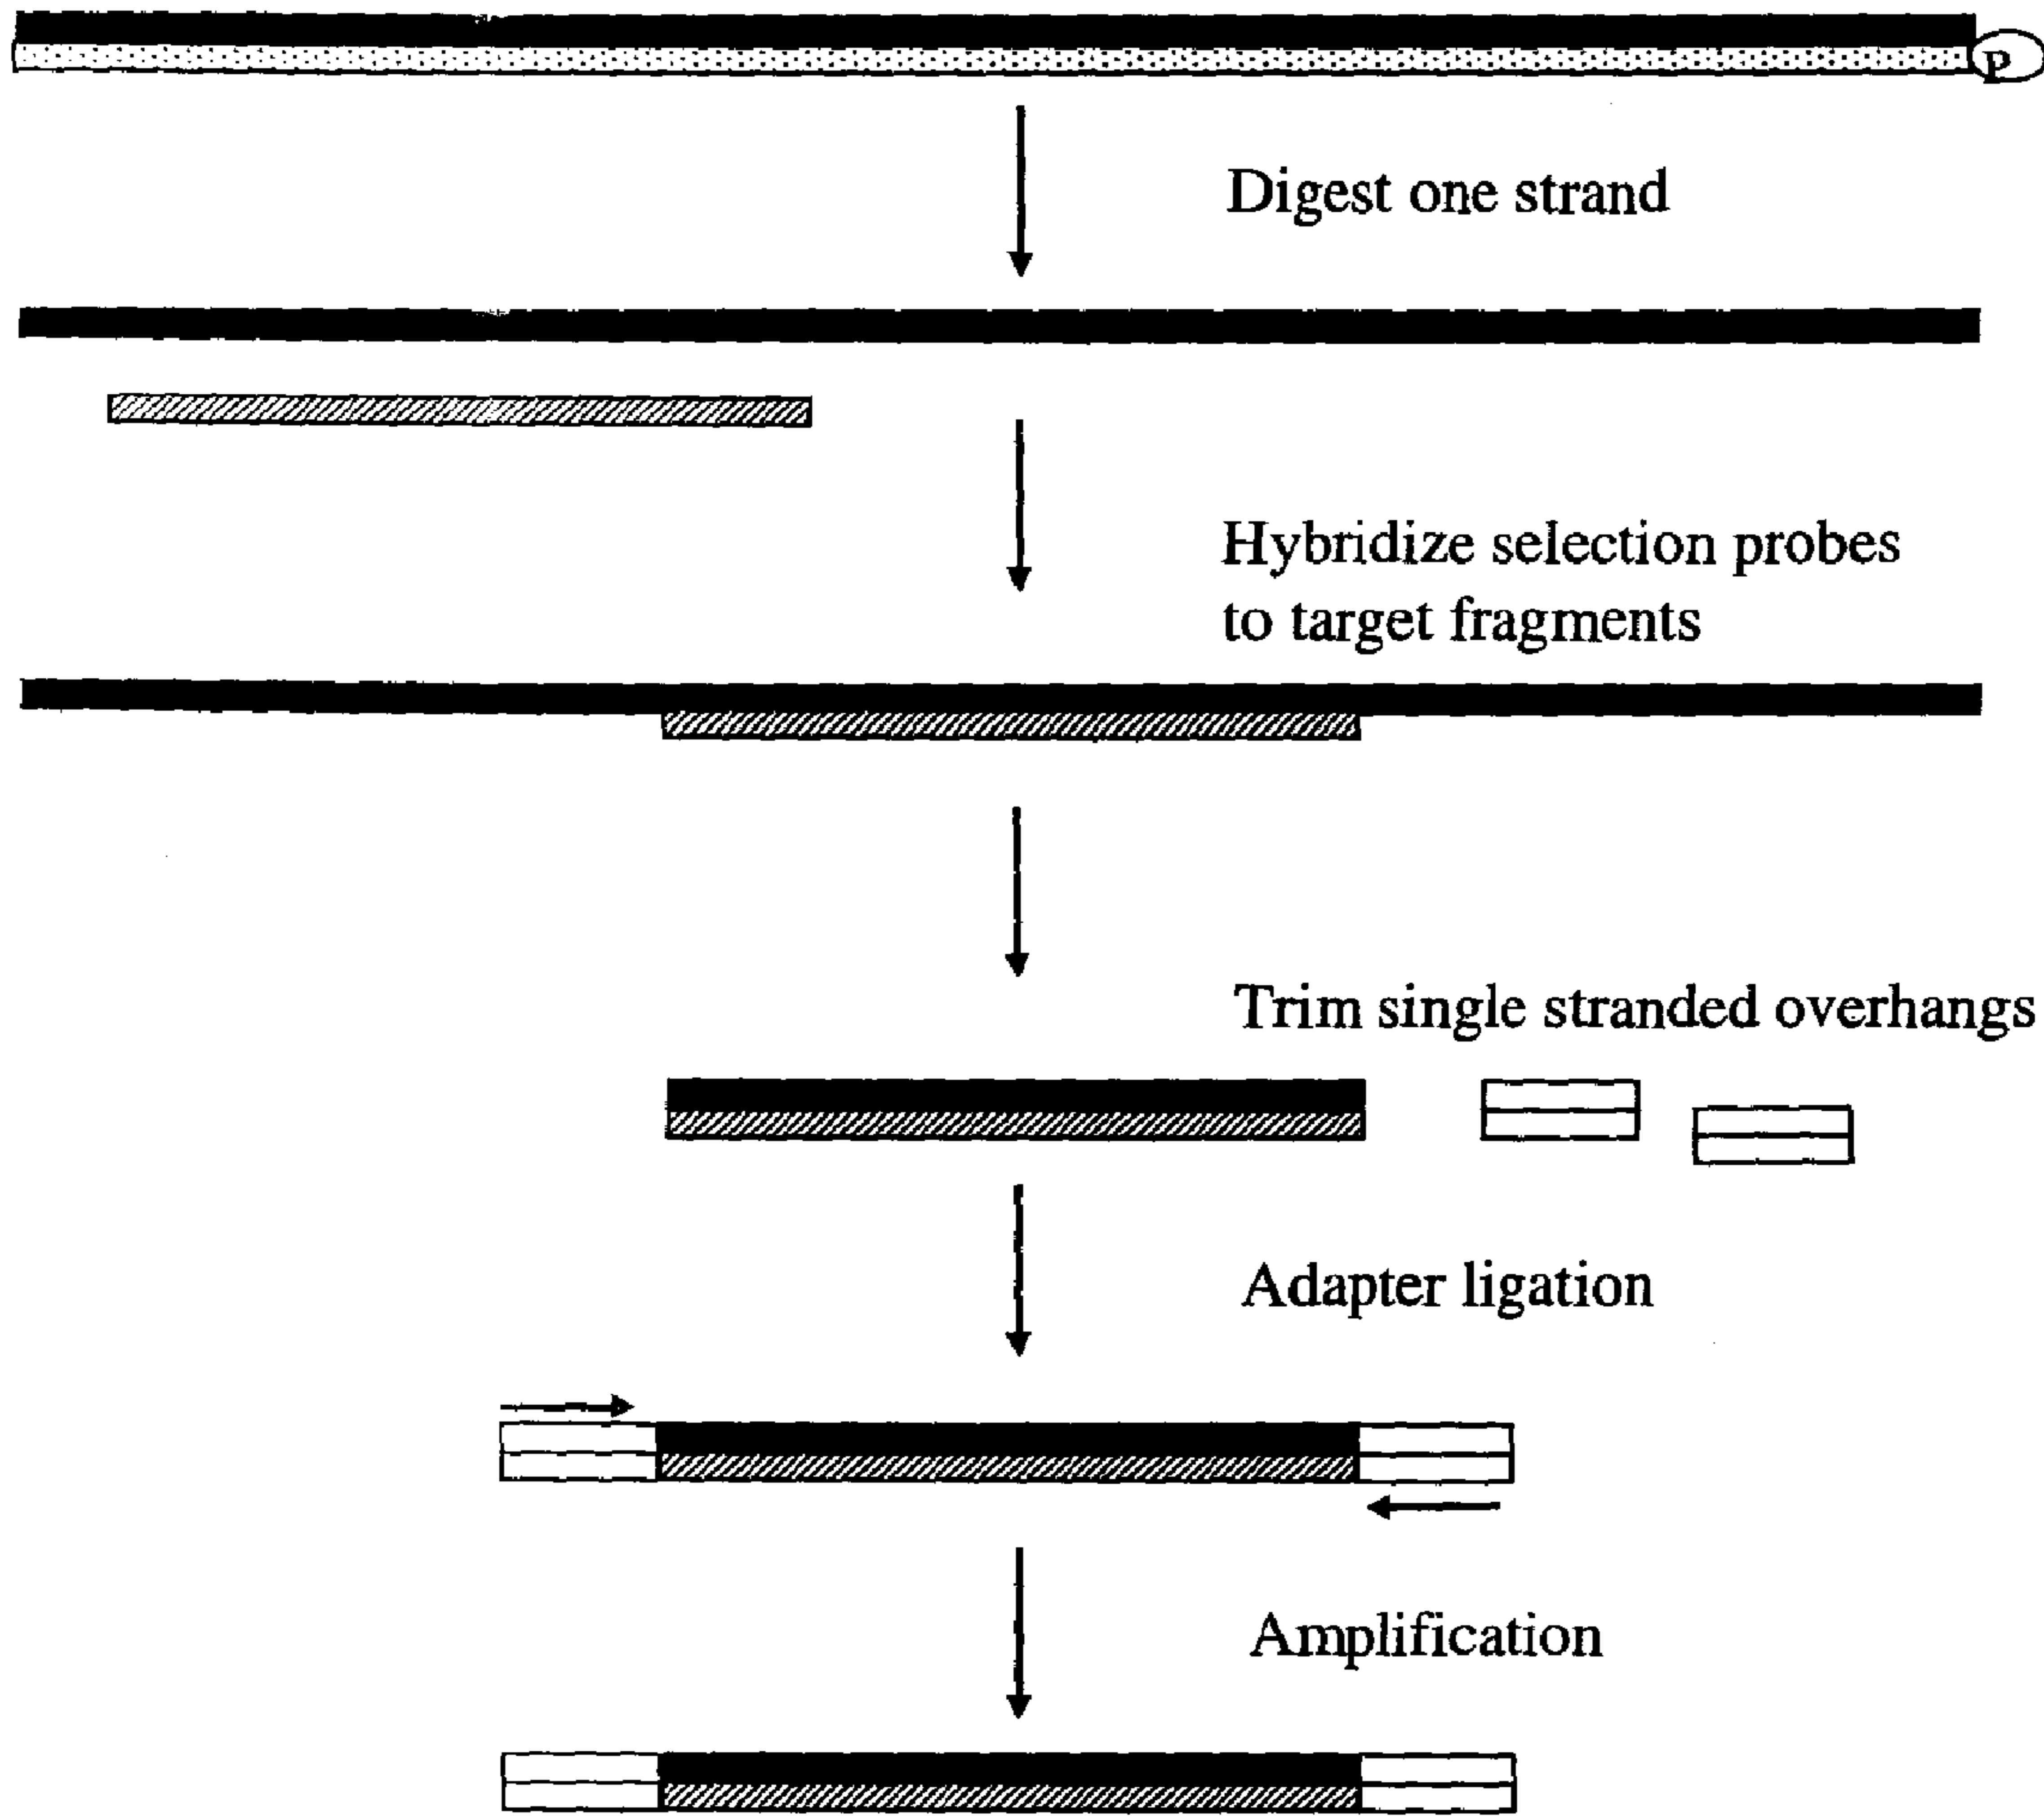 P
Digest one strand
Hybridize selection probes
to target fragments
Trim single stranded overhangs
Adapter ligation
Amplification